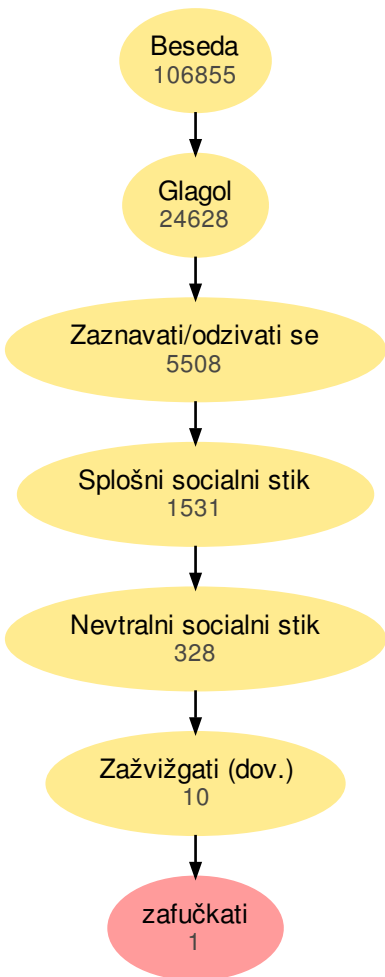 Beseda
106855
Glagol
24628
Zaznavati/odzivati se
5508
Splošni socialni stik
1531
Nevtralni socialni stik
328
Zažvižgati (dov.)
10
zafučkati
1